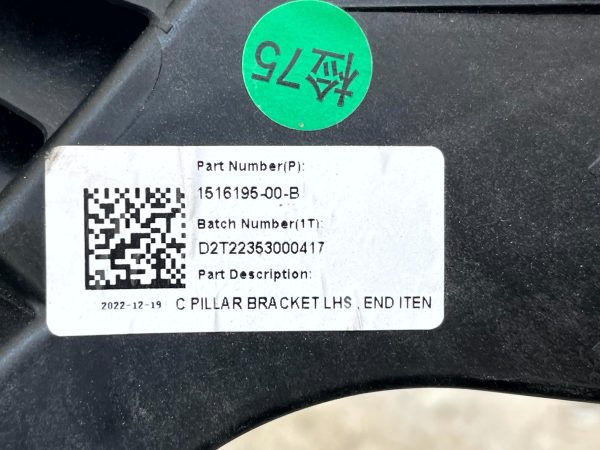 检75
Part Number(P):
1516195-00-B
Batch Number(1T):
D2T22353000417
Part Description:
2022-12-19 C PILLAR BRACKET LHS , END ITEN